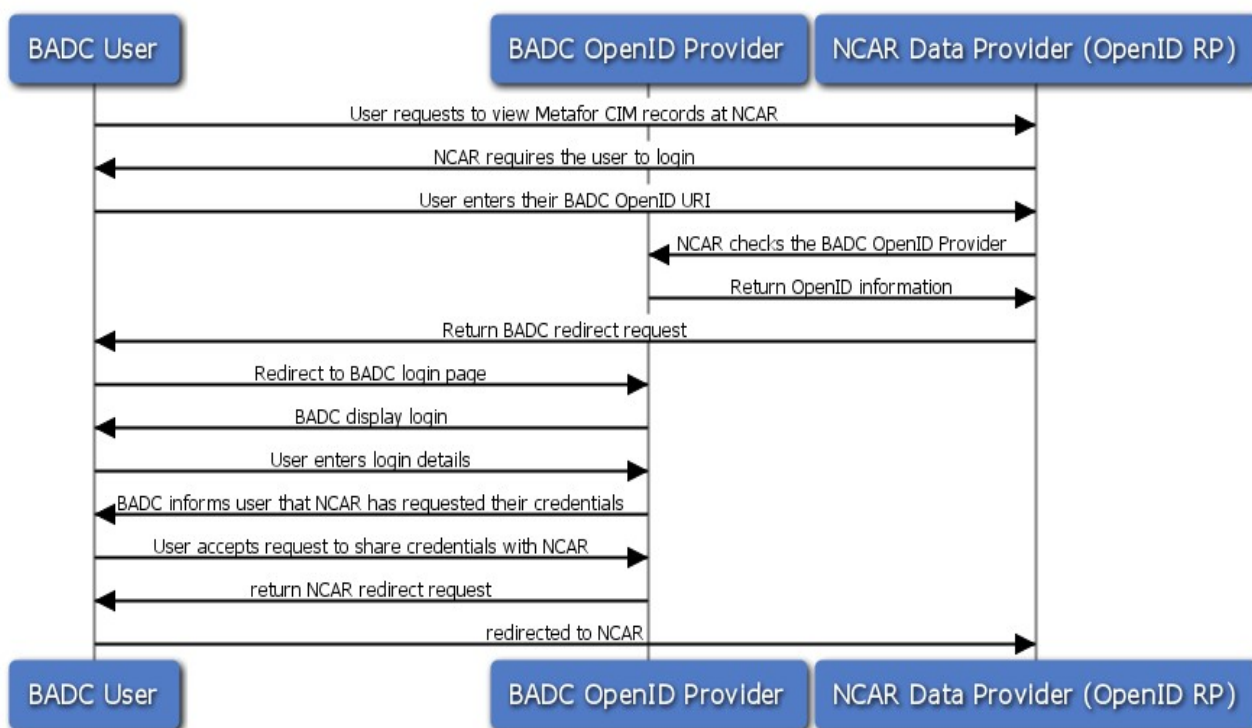 BADC User
BADC OpenID Provider
NCAR Data Provider (OpenID RP)
User requests to view Metafor CIM records at NCAR
NCAR requires the user to login
User enters their BADC OpenID URI
NCAR checks the BADC OpenID Provider
Return OpenID information
Return BADC redirect request
Redirect to BADC login page
BADC display login
User enters login details
BADC informs user that NCAR has requested their credentials
User accepts request to share credentials with NCAR
return NCAR redirect request
redirected to NCAR
BADC User
BADC OpenID Provider
NCAR Data Provider (OpenID RP)